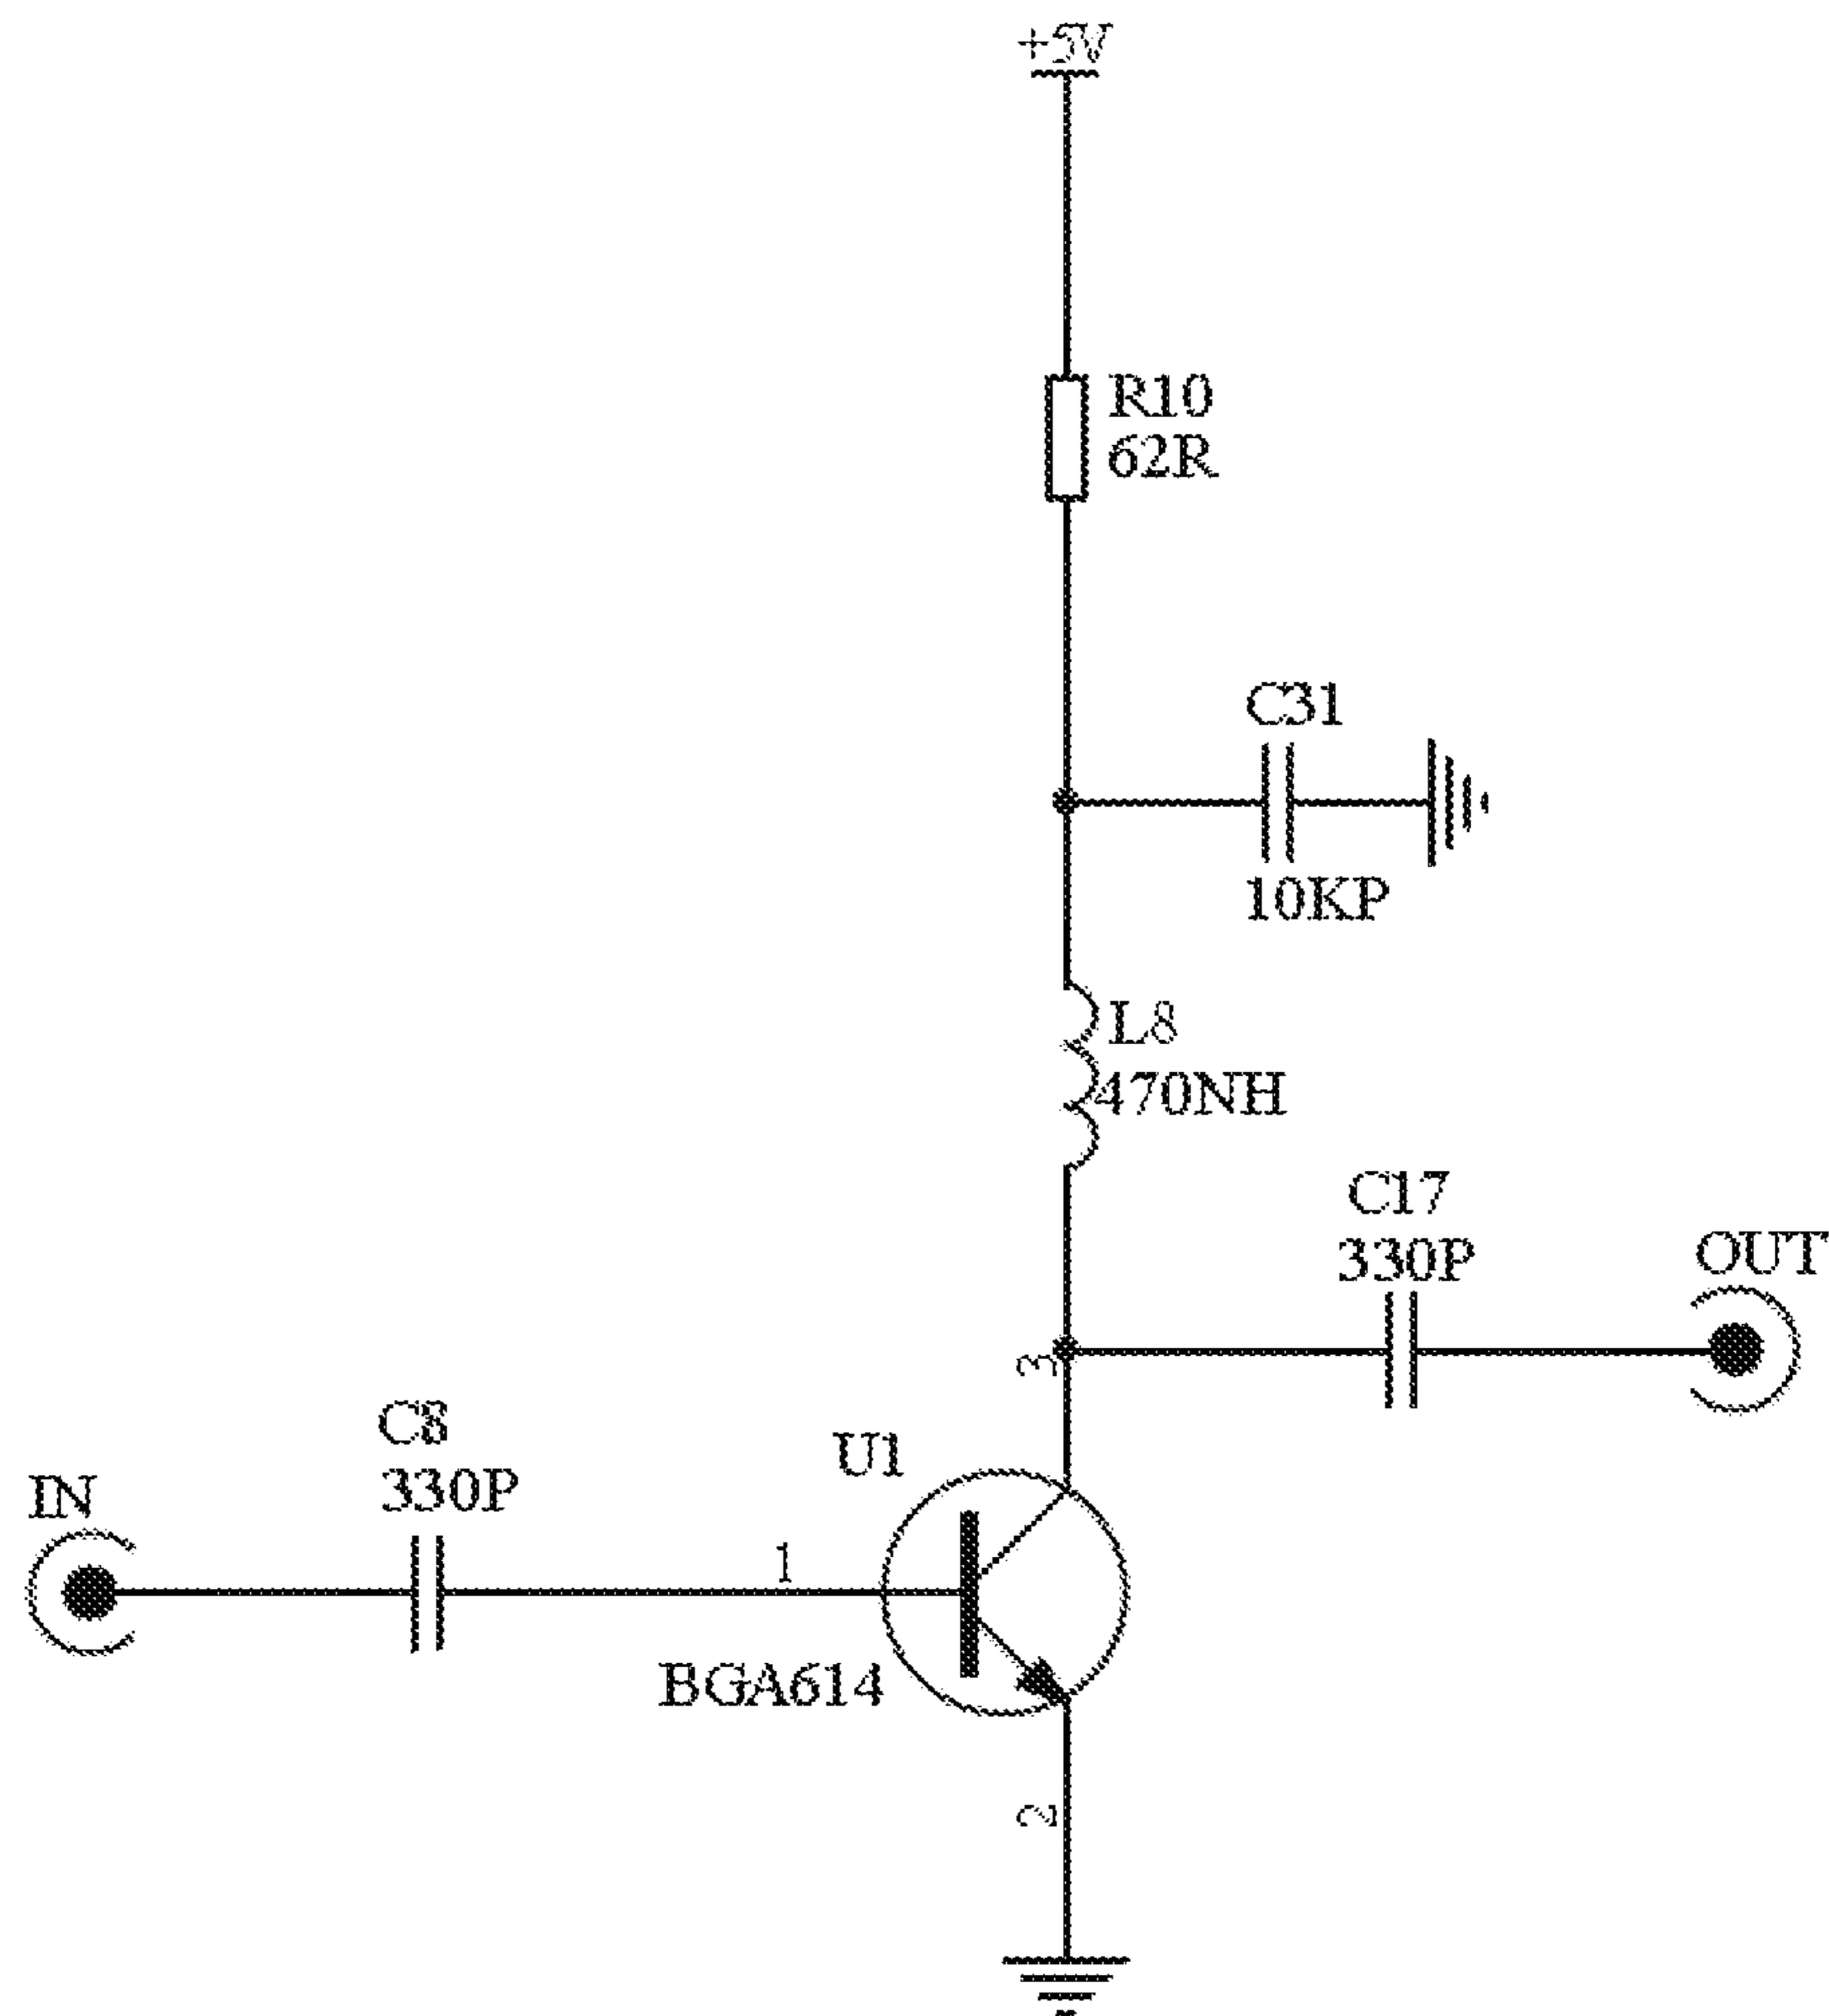 +5V
R10
62R
C31
10KP
L8
470NH
C17
330P
OUT
3
C8
330P
U1
IN
1
BGA614
2